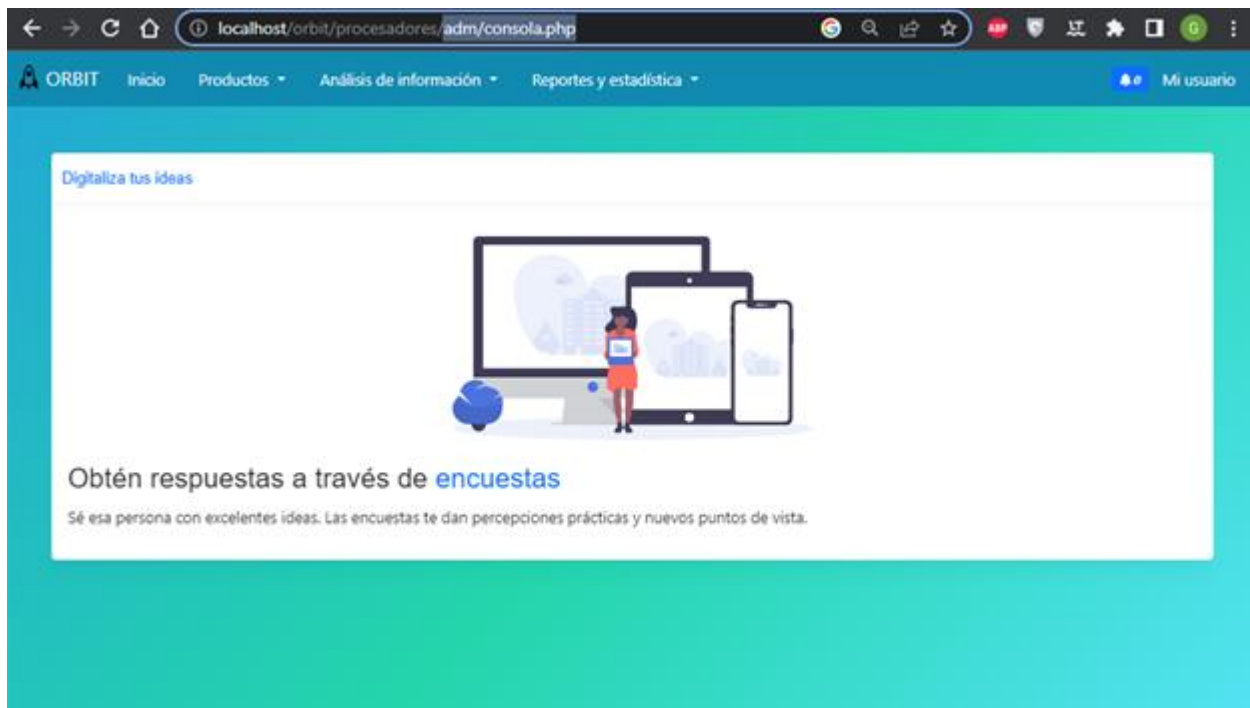 localhost/orbit/procesadores/adm/consola.php
ABP
G
ORBIT Inicio Productos Análisis de información Reportes y estadística 0 Mi usuario
Digitaliza tus ideas
Obtén respuestas a través de encuestas
Sé esa persona con excelentes ideas. Las encuestas te dan percepciones prácticas y nuevos puntos de vista.